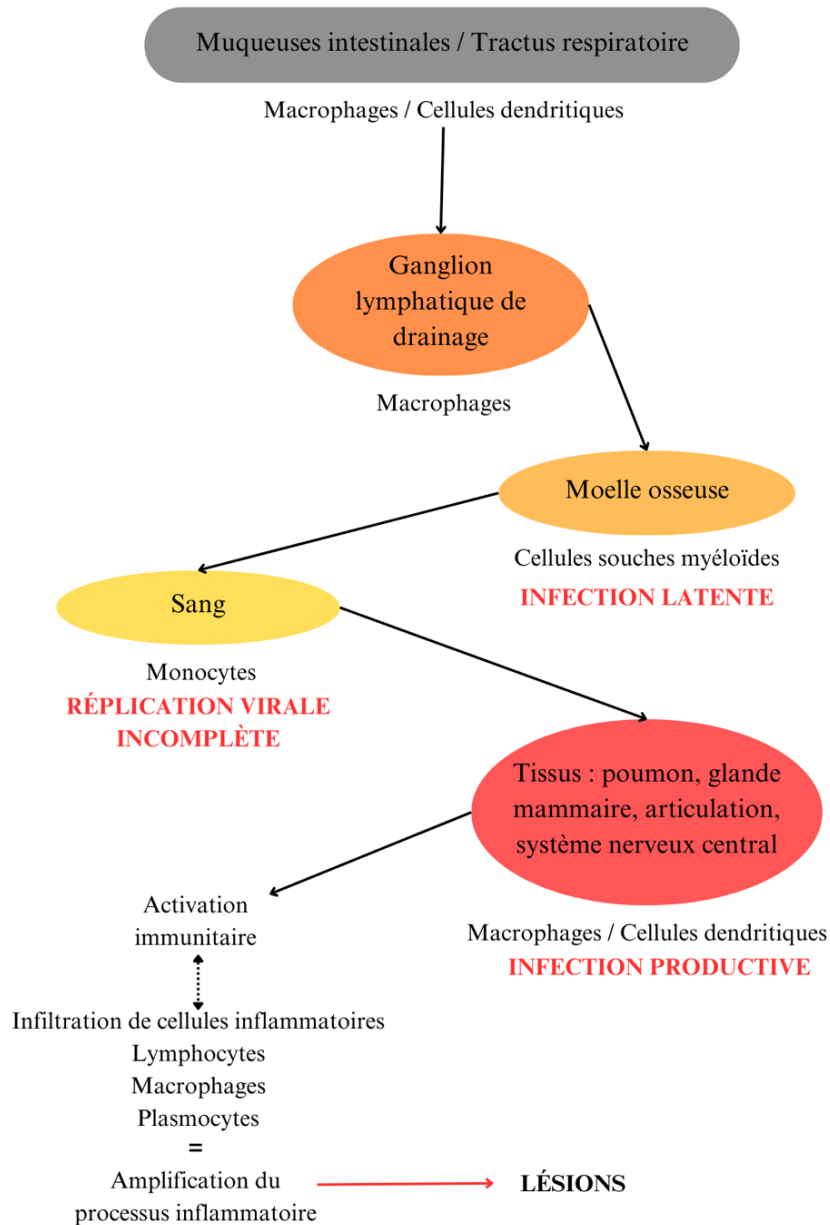 Muqueuses intestinales / Tractus respiratoire
Macrophages / Cellules dendritiques
Ganglion
lymphatique de
drainage
Macrophages
Moelle osseuse
Cellules souches myéloïdes
INFECTION LATENTE
Sang
Monocytes
RÉPLICATION VIRALE
INCOMPLÈTE
Tissus : poumon, glande
mammaire, articulation,
système nerveux central
Macrophages / Cellules dendritiques
INFECTION PRODUCTIVE
Activation
immunitaire
Infiltration de cellules inflammatoires
Lymphocytes
Macrophages
Plasmocytes
=
Amplification du
processus inflammatoire
LÉSIONS